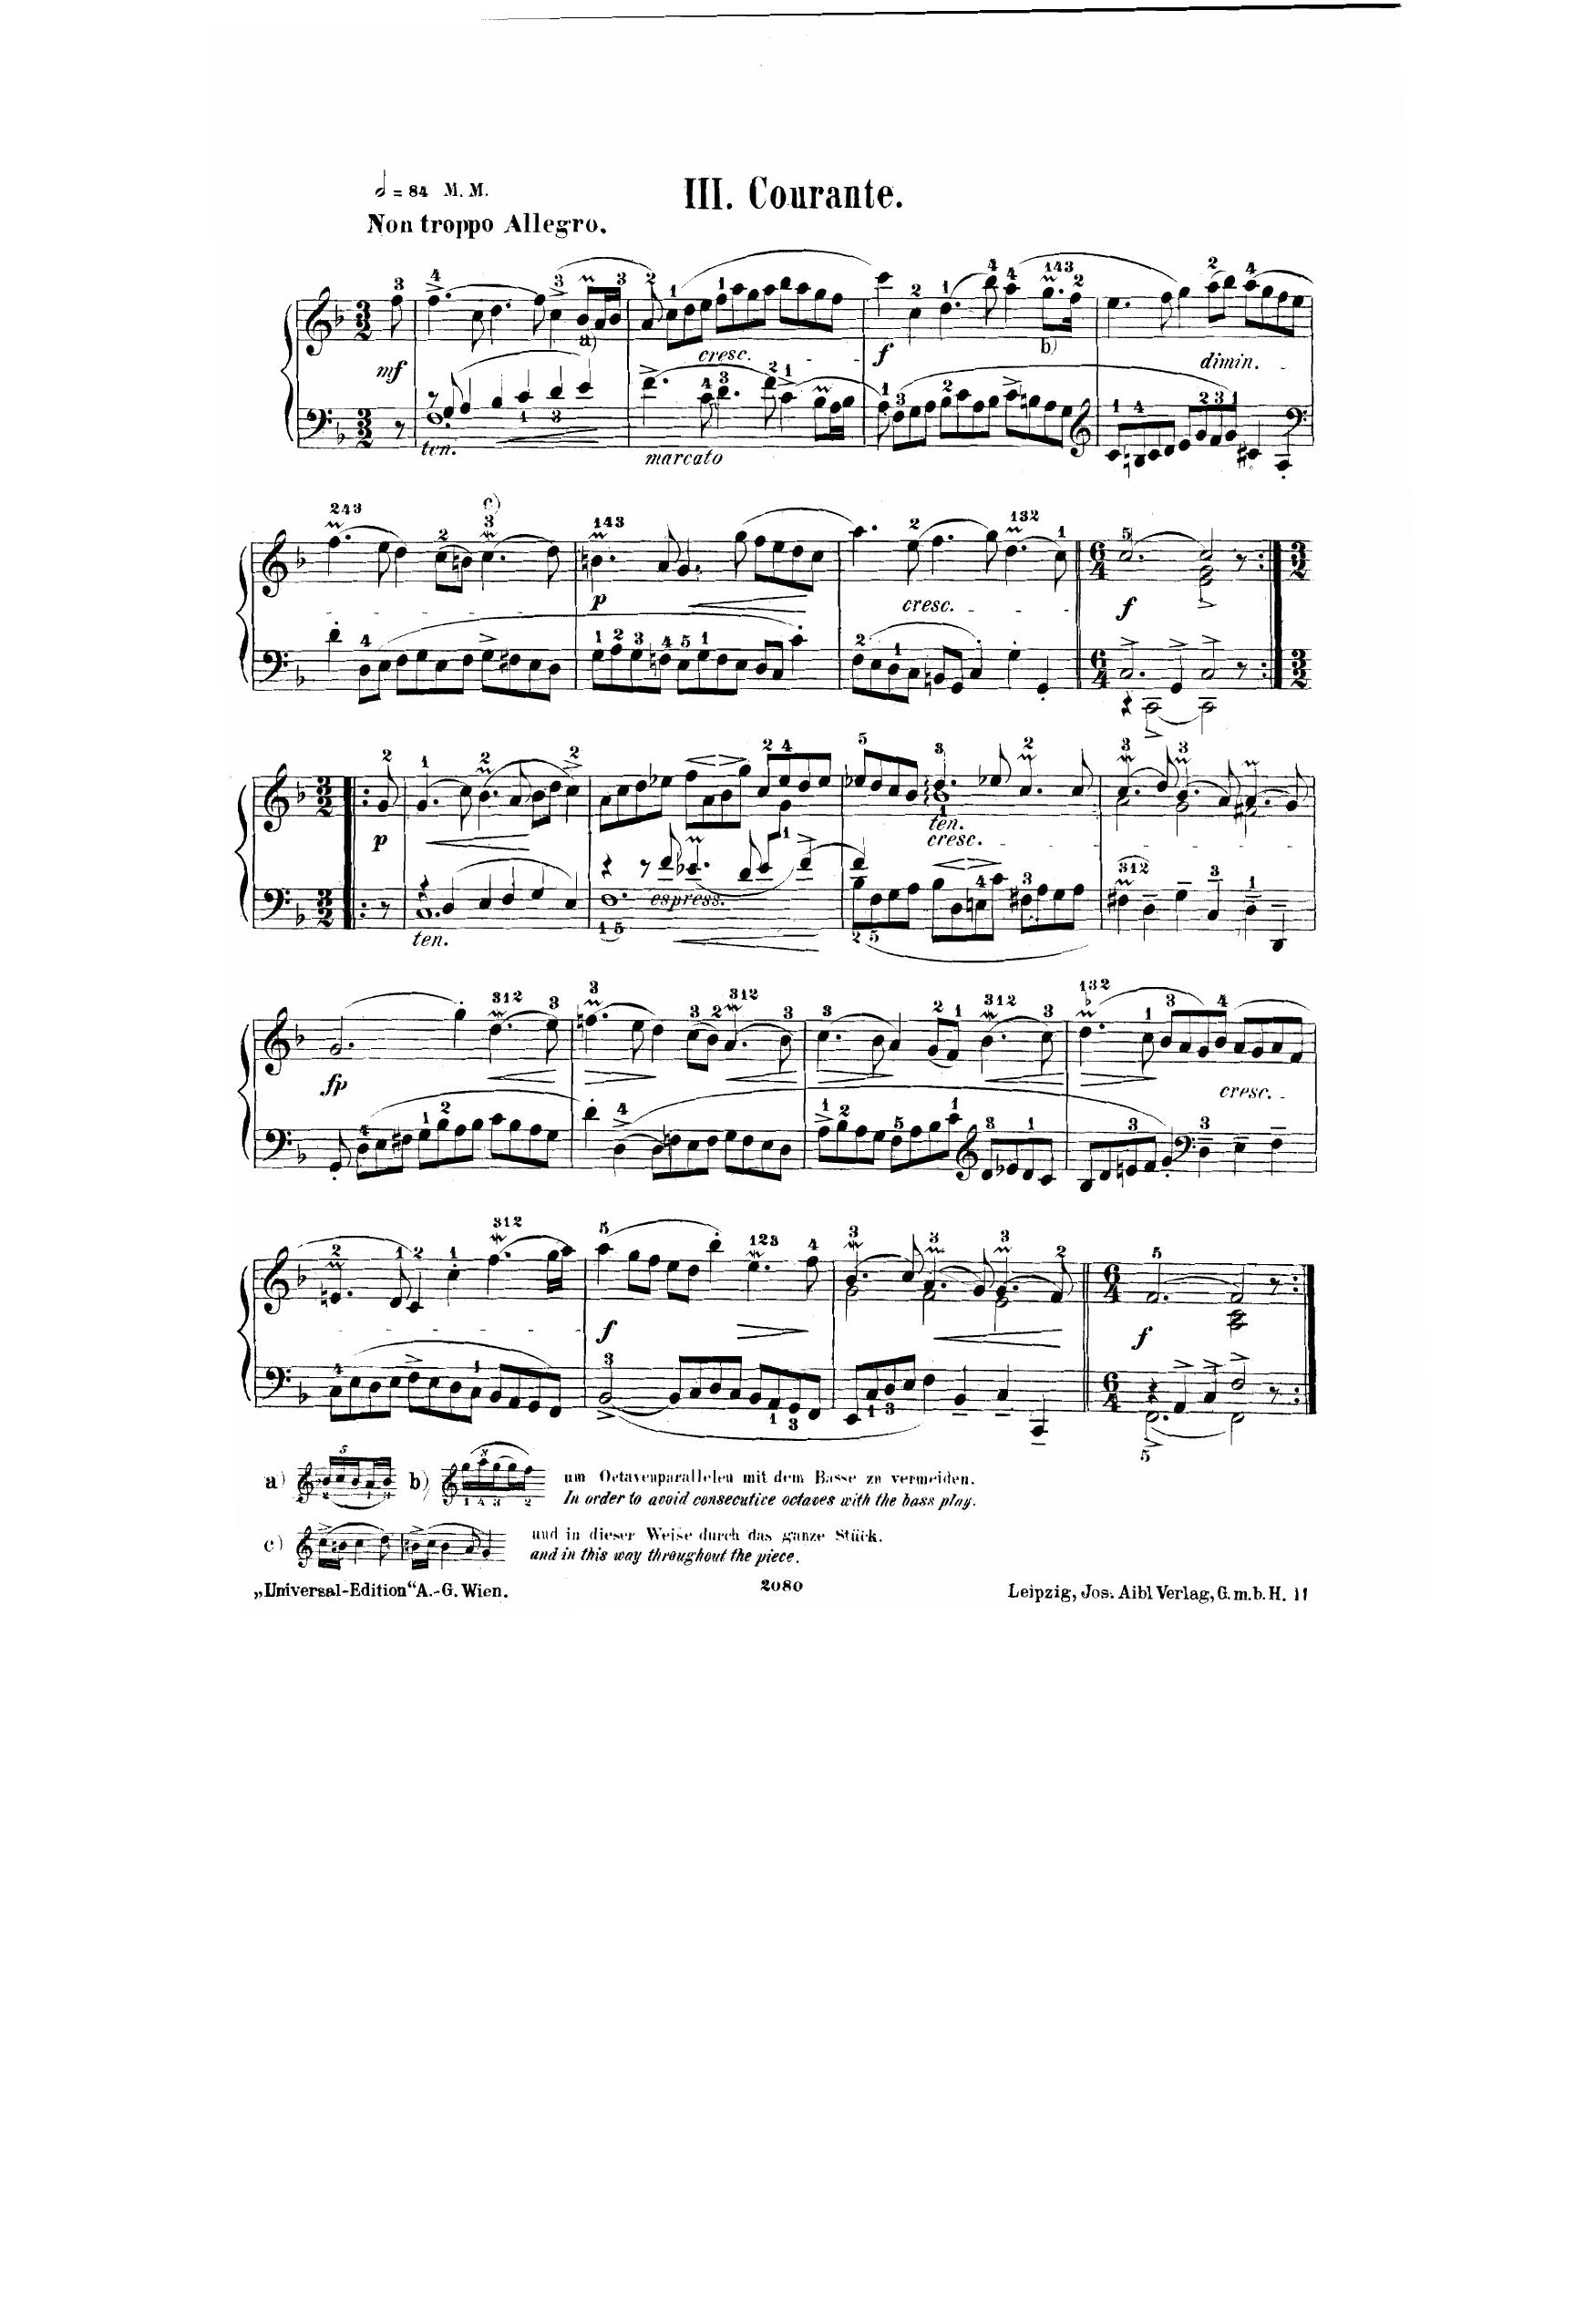 III. Courante.
𝅗𝅥 = 84 M. M.
Non troppo Allegro.
mf
a)
cresc.
f
b)
dimin.
ten.
marcato
c)
p
cresc.
f
p
ten.
cresc.
ten.
espress.
fp
cresc.
f
f
a) b) um Octavenparallelen mit dem Basse zu vermeiden.
In order to avoid consecutive octaves with the bass play.
c) und in dieser Weise durch das ganze Stück.
and in this way throughout the piece.
„Universal-Edition“ A.-G. Wien. 2080 Leipzig, Jos. Aibl Verlag, G. m. b. H. 11